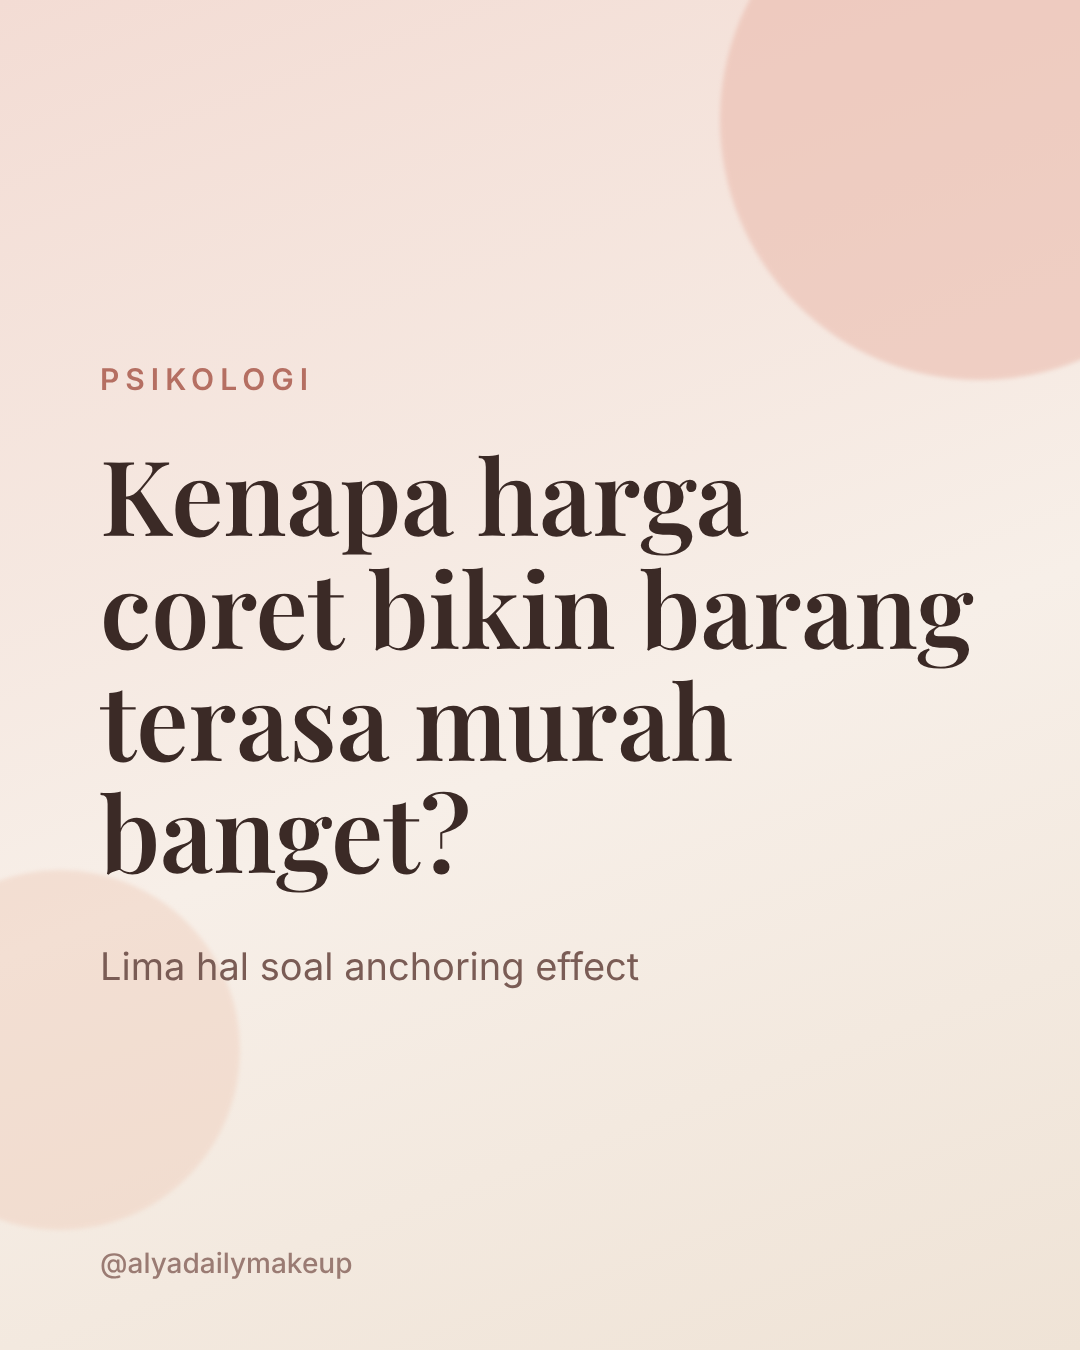 PSIKOLOGI
Kenapa harga
coret bikin barang
terasa murah
banget?
Lima hal soal anchoring effect
@alyadailymakeup